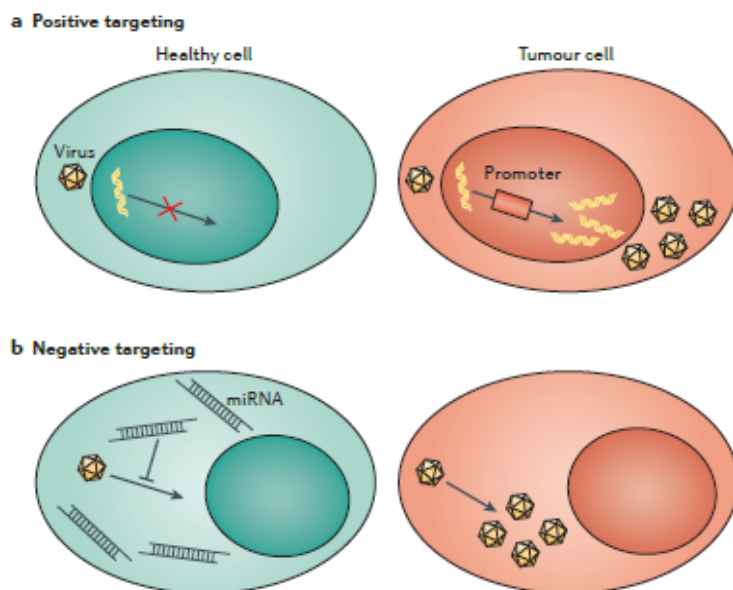 a Positive targeting
Healthy cell
Tumour cell
Virus
Promoter
b Negative targeting
miRNA